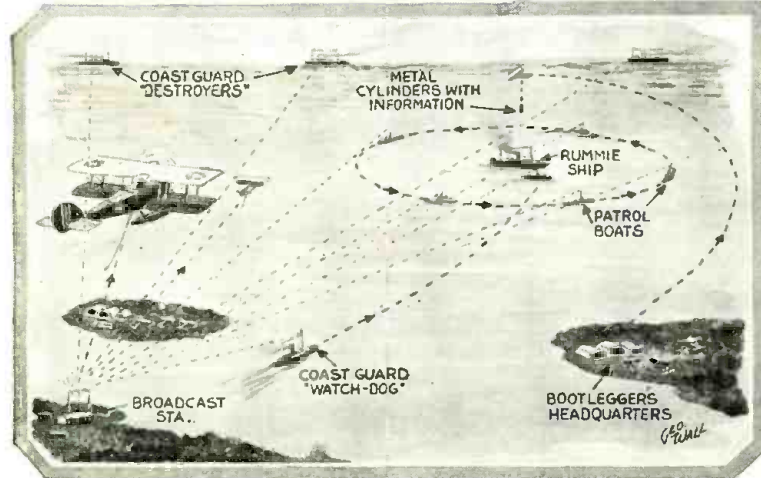 COAST GUARD
"DESTROYERS"
METAL
CYLINDERS WITH
INFORMATION
RUMMIE
SHIP
PATROL
BOATS
COAST GUARD
"WATCH-DOG"
BROADCAST
STA..
BOOTLEGGERS
HEADQUARTERS
GEO.
WALL